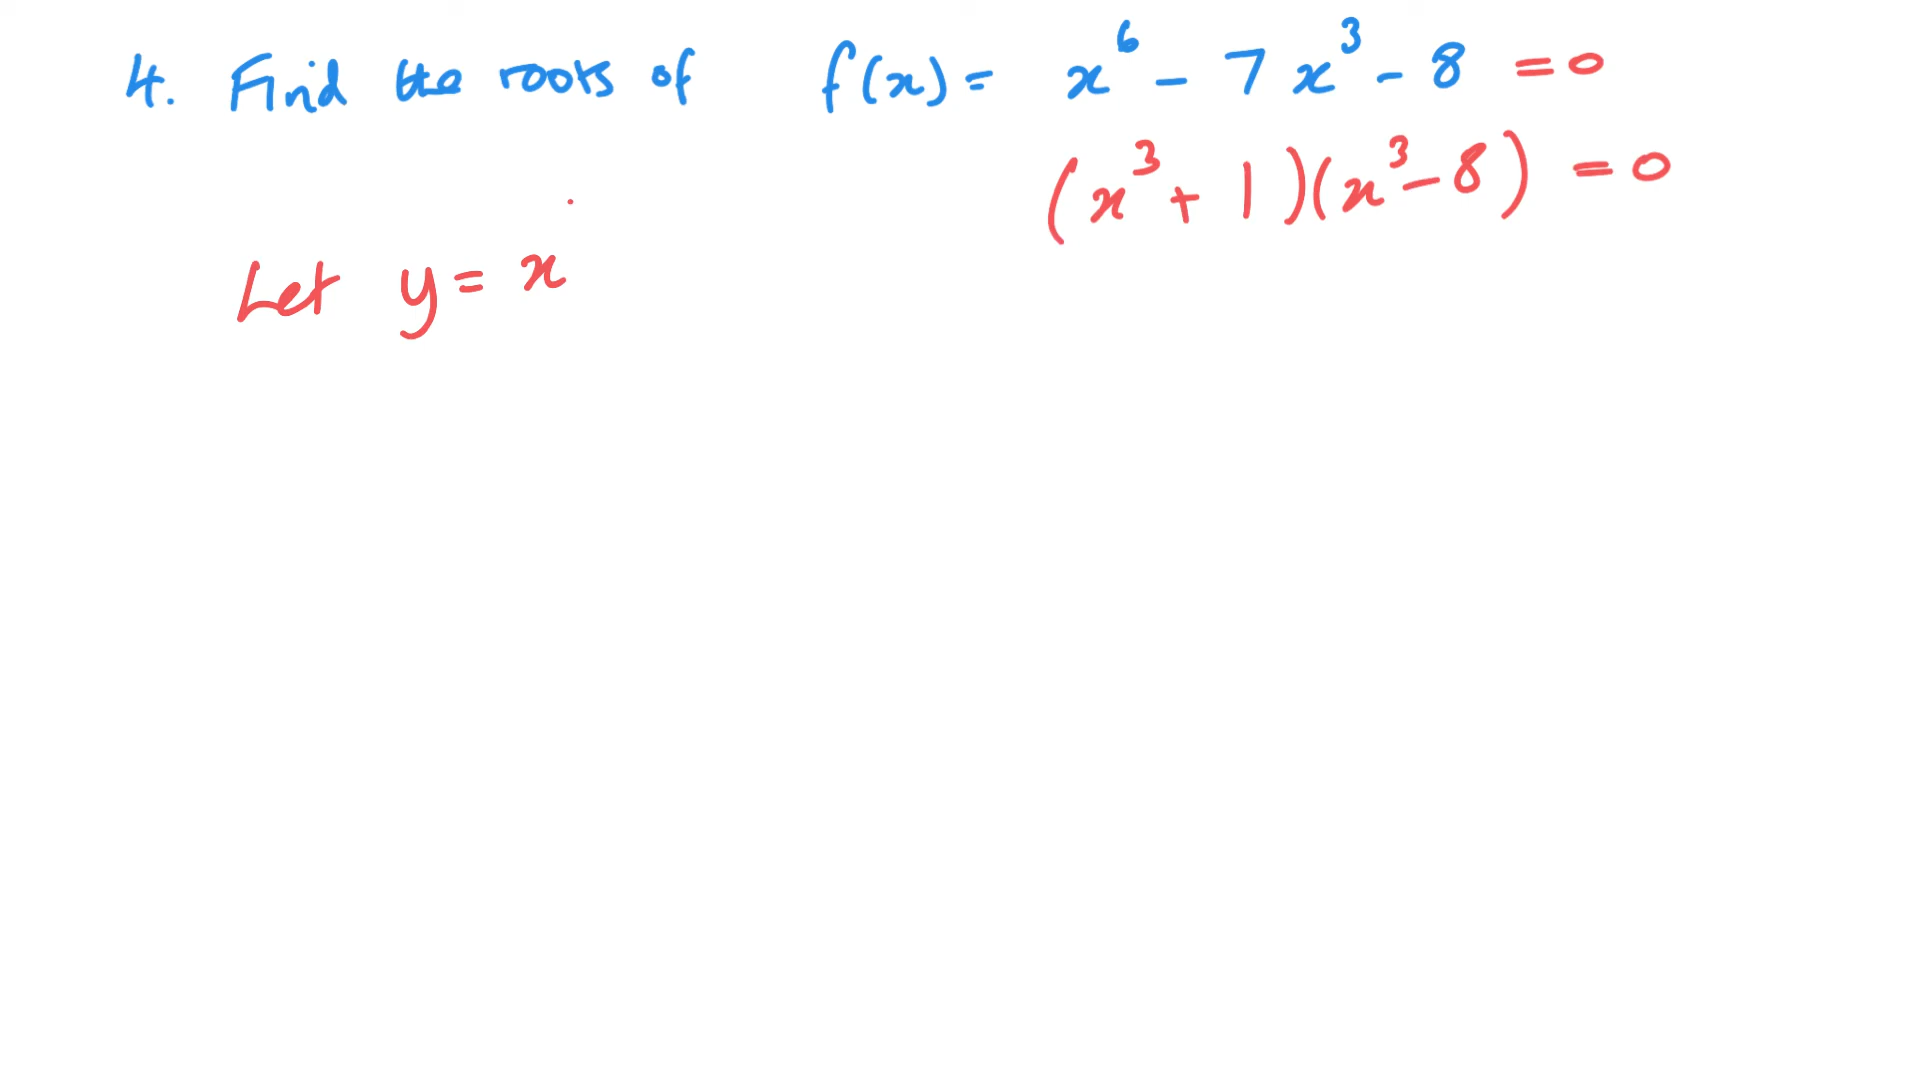 4. Find the roots of f(x) = x⁶ - 7x³ - 8 = 0
(x³ + 1)(x³ - 8) = 0
Let y = x